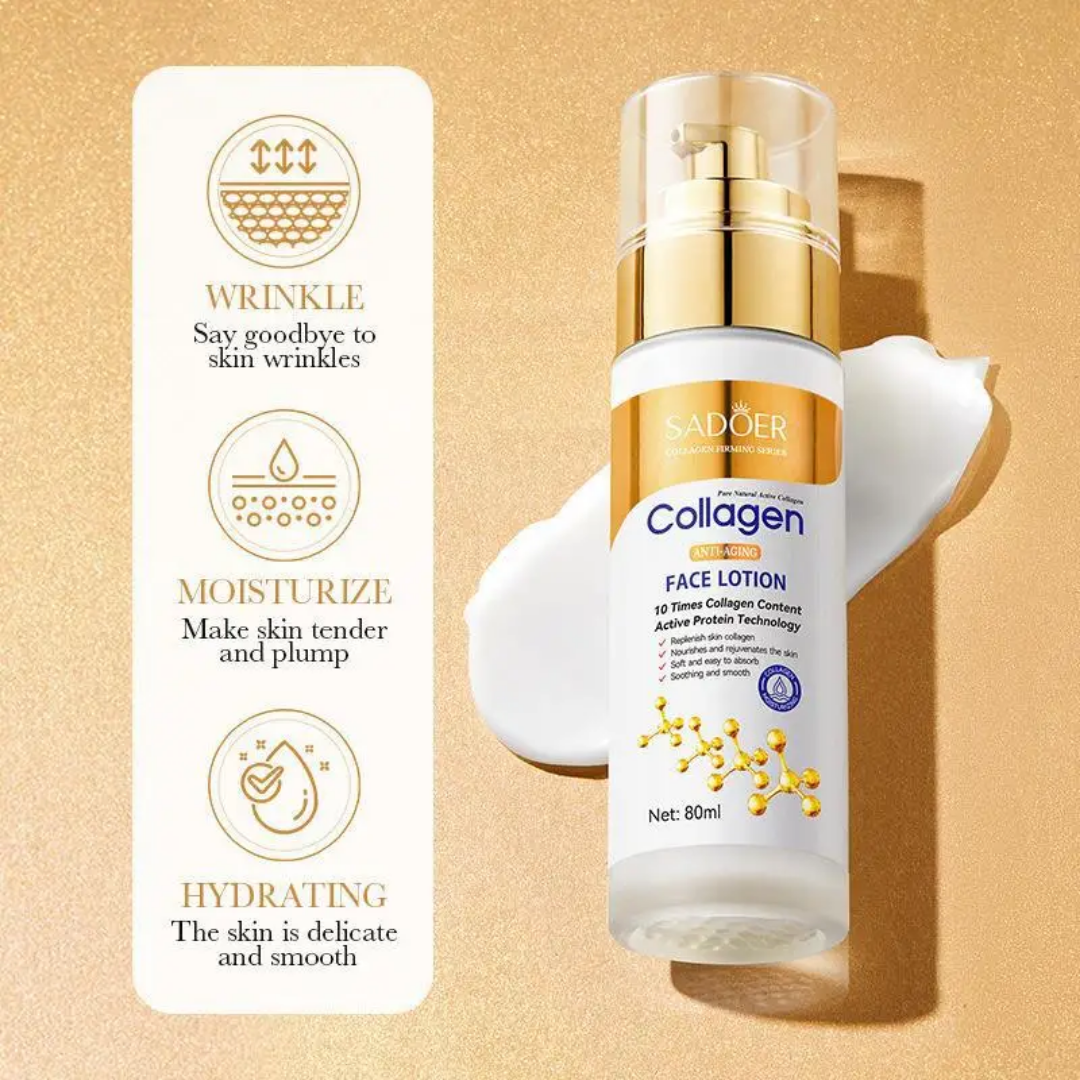 WRINKLE
Say goodbye to
skin wrinkles
MOISTURIZE
Make skin tender
and plump
HYDRATING
The skin is delicate
and smooth
SADOER
COLLAGEN FIRMING SERIES
Pure Natural Active Collagen
Collagen
ANTI-AGING
FACE LOTION
10 Times Collagen Content
Active Protein Technology
Replenish skin collagen
Nourishes and rejuvenates the skin
Soft and easy to absorb
Soothing and smooth
COLLAGEN
MOISTURIZING
Net: 80ml